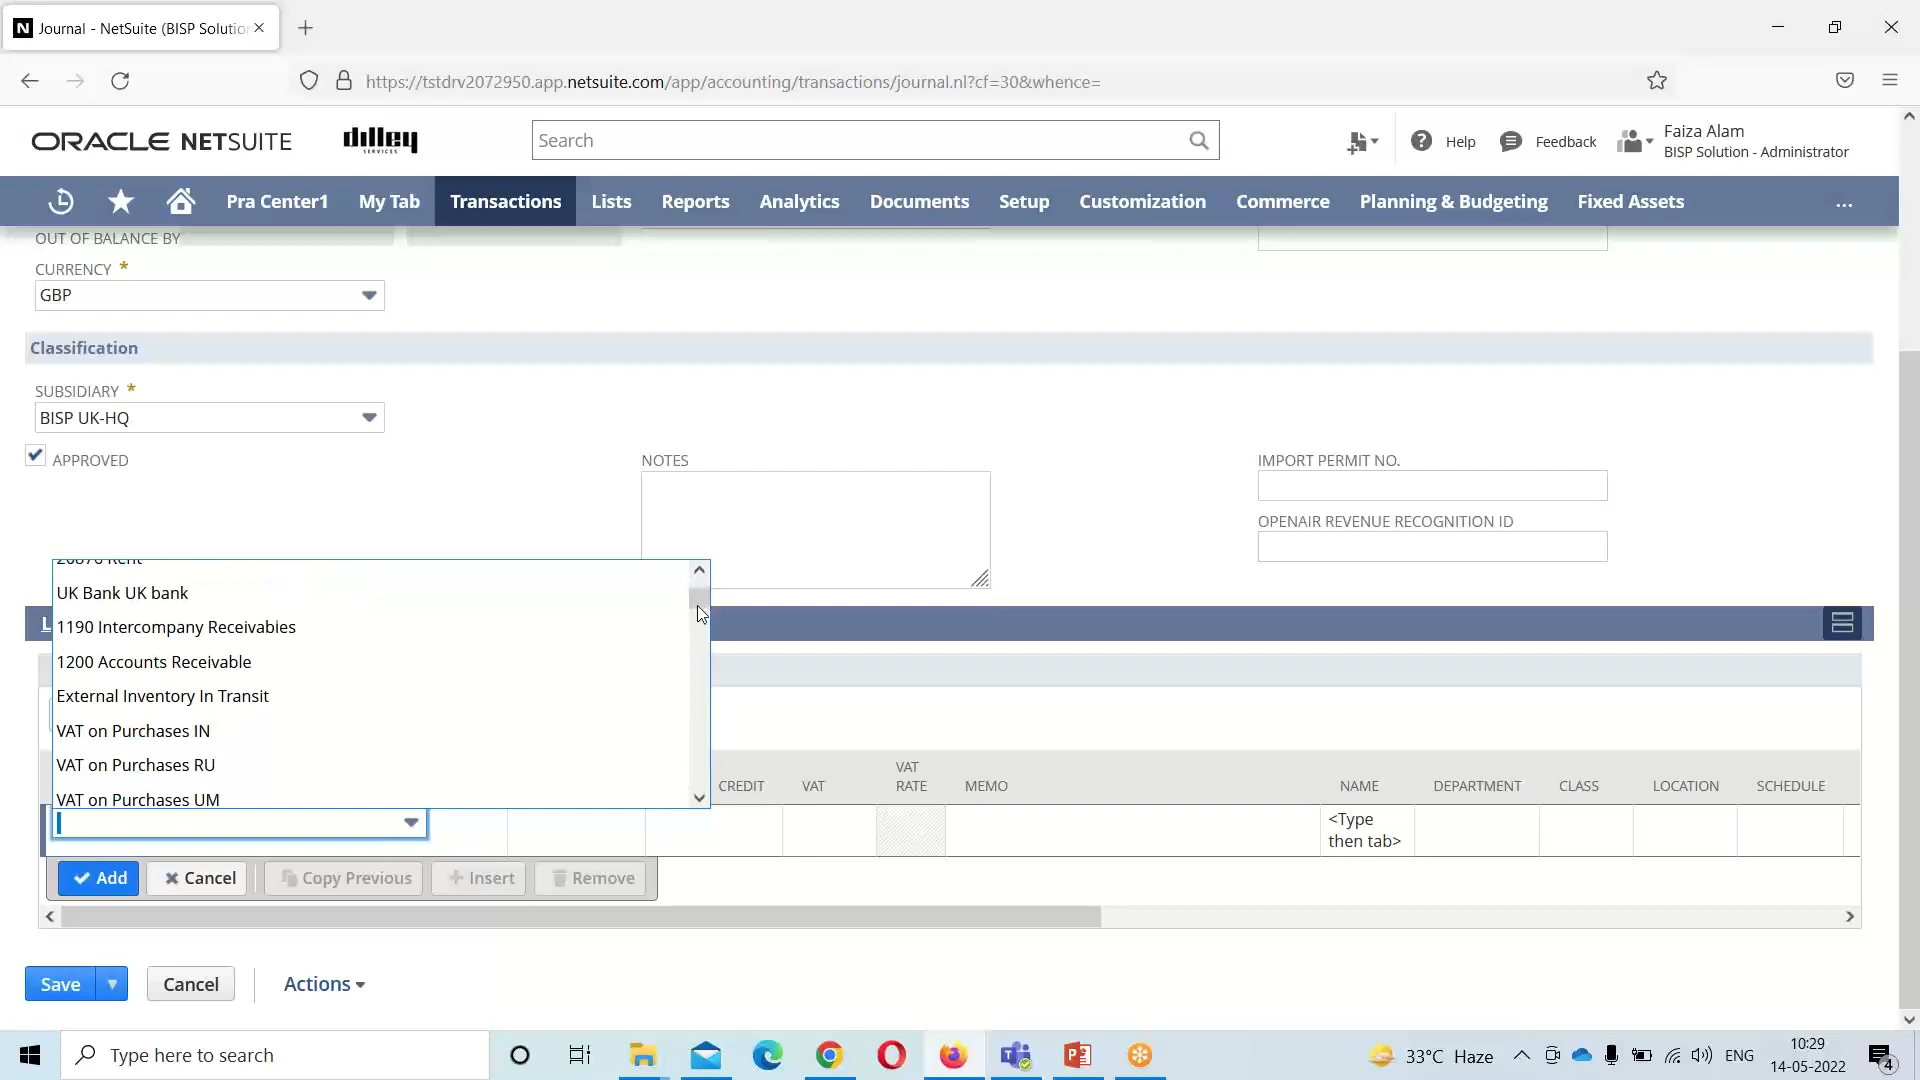 Journal - NetSuite (BISP Solutio
https://tstdrv2072950.app.netsuite.com/app/accounting/transactions/journal.nl?cf=30&whence=
ORACLE NETSUITE
dilley
SERVICES
Search
Help
Feedback
Faiza Alam
BISP Solution - Administrator
Pra Center1
My Tab
Transactions
Lists
Reports
Analytics
Documents
Setup
Customization
Commerce
Planning & Budgeting
Fixed Assets
...
OUT OF BALANCE BY
CURRENCY *
GBP
Classification
SUBSIDIARY *
BISP UK-HQ
APPROVED
NOTES
IMPORT PERMIT NO.
OPENAIR REVENUE RECOGNITION ID
Rent
UK Bank UK bank
1190 Intercompany Receivables
1200 Accounts Receivable
External Inventory In Transit
VAT on Purchases IN
VAT on Purchases RU
VAT on Purchases UM
CREDIT
VAT
VAT RATE
MEMO
NAME
DEPARTMENT
CLASS
LOCATION
SCHEDULE
<Type
then tab>
Add
Cancel
Copy Previous
Insert
Remove
Save
Cancel
Actions
Type here to search
33°C Haze
ENG
10:29
14-05-2022
4